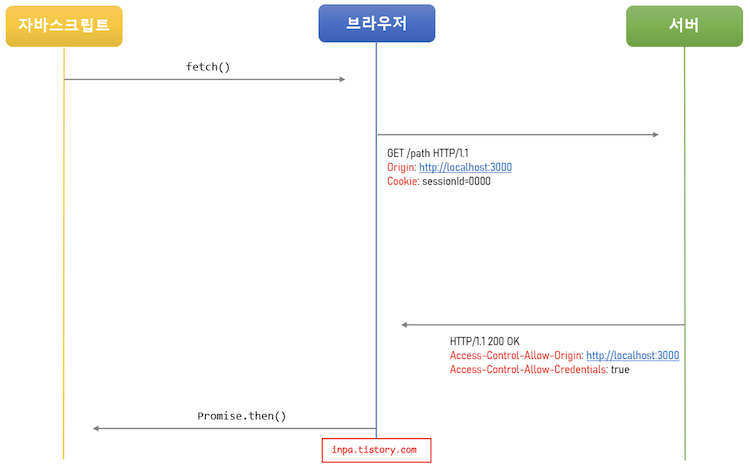 자바스크립트
브라우저
서버
fetch()
GET /path HTTP/1.1
Origin: http://localhost:3000
Cookie: sessionId=0000
HTTP/1.1 200 OK
Access-Control-Allow-Origin: http://localhost:3000
Access-Control-Allow-Credentials: true
Promise.then()
inpa.tistory.com